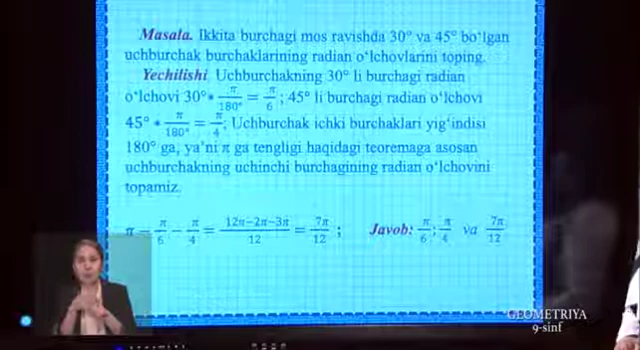 Masala. Ikkita burchagi mos ravishda 30° va 45° bo‘lgan
uchburchak burchaklarining radian o‘lchovlarini toping.
Yechilishi Uchburchakning 30° li burchagi radian
o‘lchovi 30°∗π/180° = π/6; 45° li burchagi radian o‘lchovi
45° ∗ π/180° = π/4; Uchburchak ichki burchaklari yig‘indisi
180° ga, ya’ni π ga tengligi haqidagi teoremaga asosan
uchburchakning uchinchi burchagining radian o‘lchovini
topamiz.
π − π/6 − π/4 = 12π−2π−3π/12 = 7π/12 ; Javob: π/6; π/4 va 7π/12
GEOMETRIYA
9-sinf